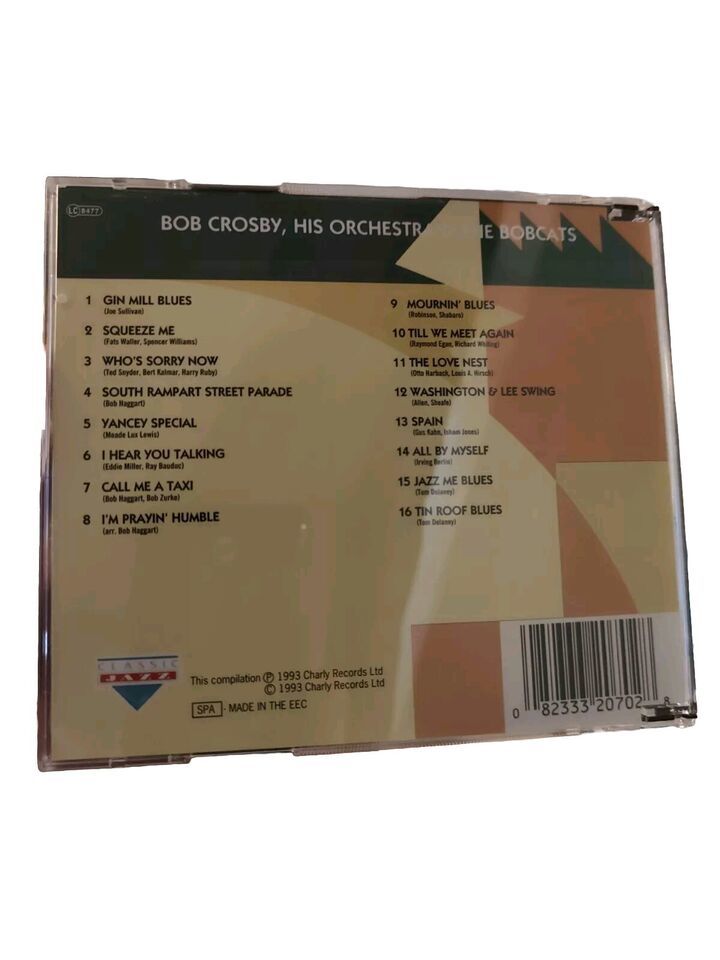 LC 8477
BOB CROSBY, HIS ORCHESTRA THE BOBCATS
1 GIN MILL BLUES
(Joe Sullivan)
2 SQUEEZE ME
(Fats Waller, Spencer Williams)
3 WHO'S SORRY NOW
(Ted Snyder, Bert Kalmar, Harry Ruby)
4 SOUTH RAMPART STREET PARADE
(Bob Haggart)
5 YANCEY SPECIAL
(Meade Lux Lewis)
6 I HEAR YOU TALKING
(Eddie Miller, Ray Bauduc)
7 CALL ME A TAXI
(Bob Haggart, Bob Zurke)
8 I'M PRAYIN' HUMBLE
(arr. Bob Haggart)
9 MOURNIN' BLUES
(Robinson, Sbabaro)
10 TILL WE MEET AGAIN
(Raymond Egan, Richard Whiting)
11 THE LOVE NEST
(Otto Harbach, Louis A. Hirsch)
12 WASHINGTON & LEE SWING
(Allen, Sheafe)
13 SPAIN
(Gus Kahn, Isham Jones)
14 ALL BY MYSELF
(Irving Berlin)
15 JAZZ ME BLUES
(Tom Delaney)
16 TIN ROOF BLUES
(Tom Delaney)
CLASSIC
JAZZ
This compilation ℗ 1993 Charly Records Ltd
© 1993 Charly Records Ltd
SPA - MADE IN THE EEC
0 82333 20702 8